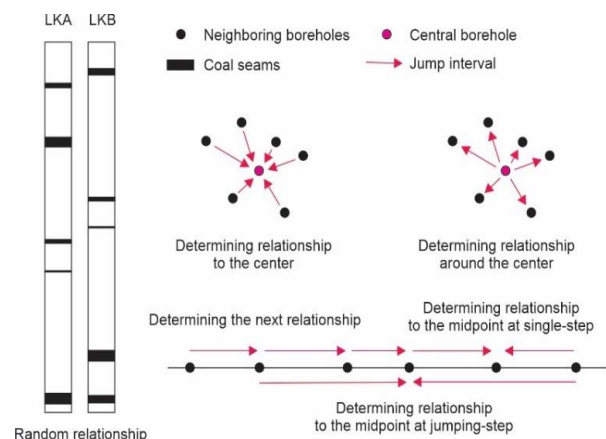 LKA LKB
Neighboring boreholes
Central borehole
Coal seams
Jump interval
Determining relationship
to the center
Determining relationship
around the center
Determining the next relationship
Determining relationship
to the midpoint at single-step
Determining relationship
to the midpoint at jumping-step
Random relationship